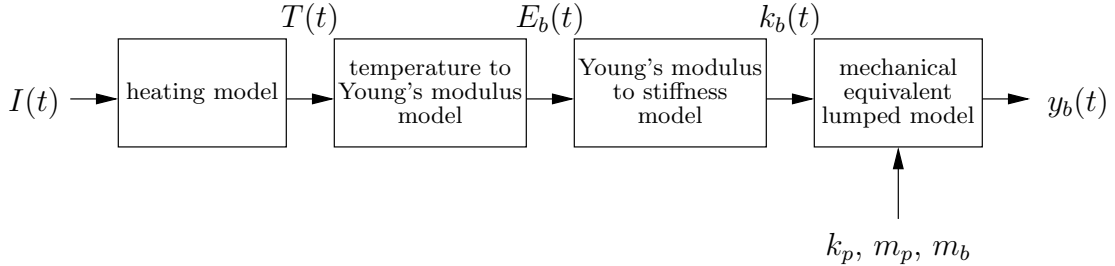 T(t)
E_b(t)
k_b(t)
I(t)
heating model
temperature to
Young's modulus
model
Young's modulus
to stiffness
model
mechanical
equivalent
lumped model
y_b(t)
k_p, m_p, m_b